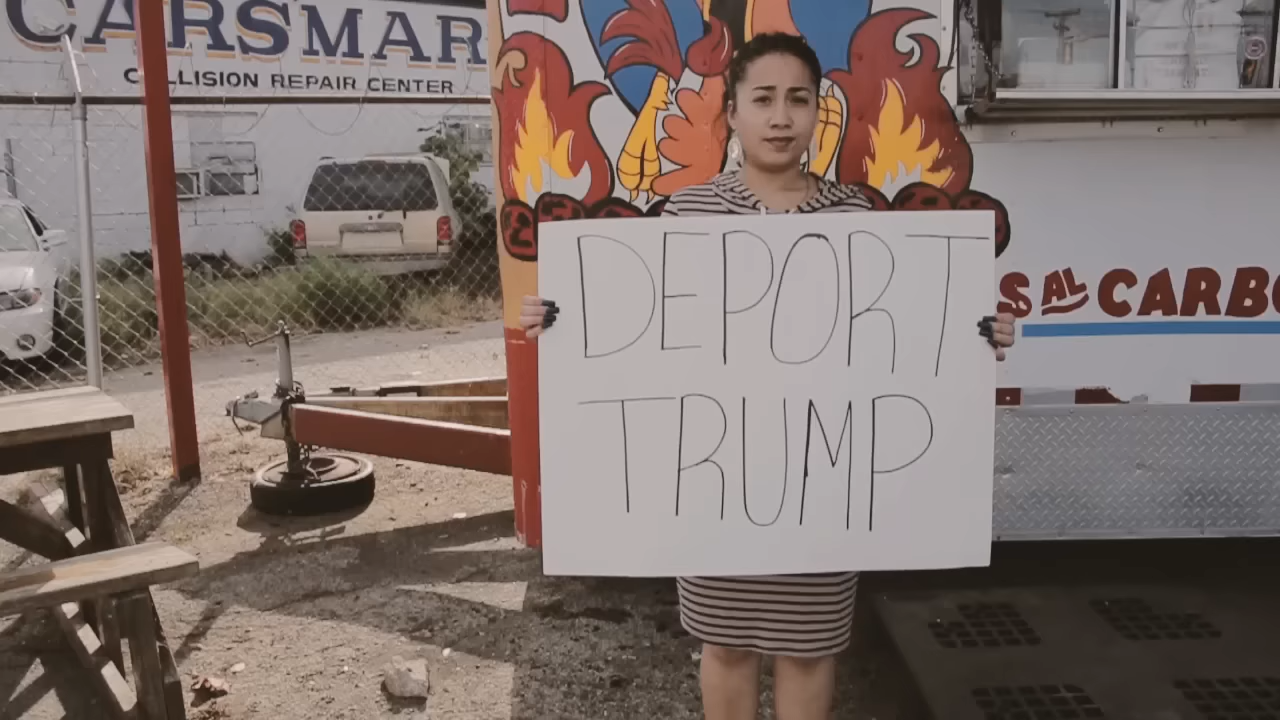 CARSMAR
COLLISION REPAIR CENTER
DEPORT
TRUMP
S AL CARBO